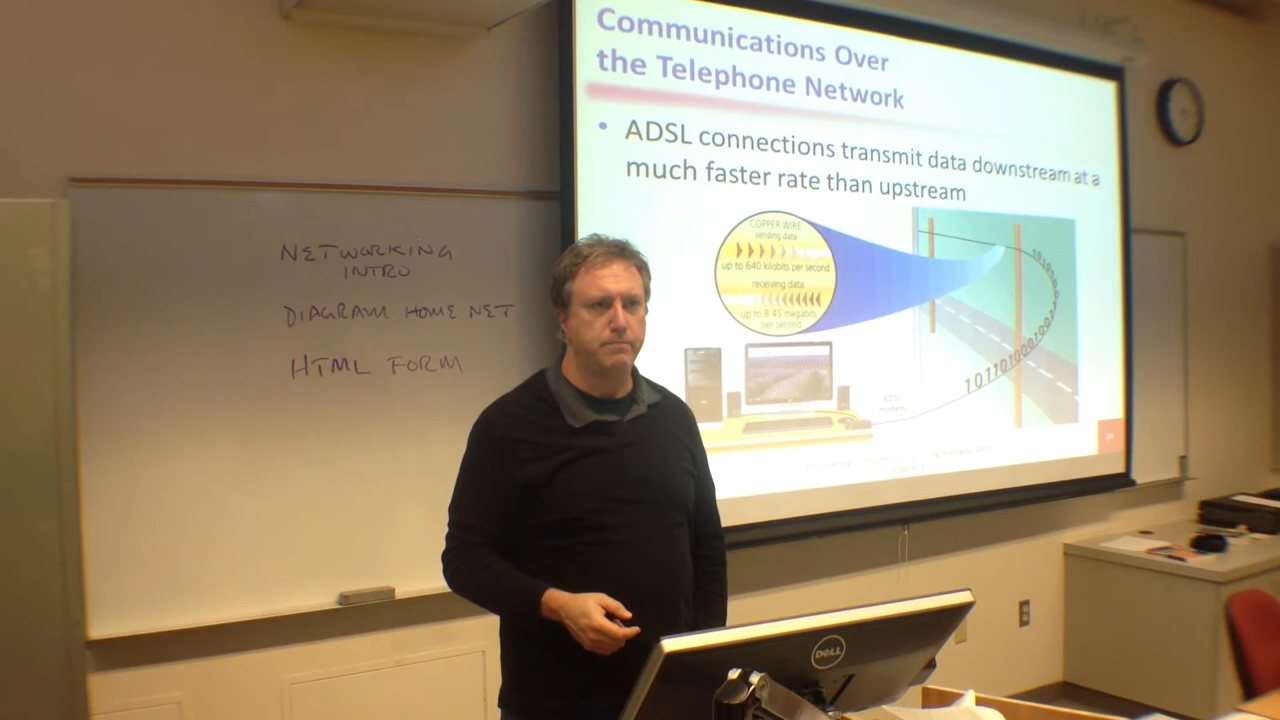 NETWORKING
INTRO
DIAGRAM HOME NET
HTML FORM
Communications Over
the Telephone Network
• ADSL connections transmit data downstream at a
much faster rate than upstream
COPPER WIRE
sending data
up to 640 kilobits per second
receiving data
up to 8.45 megabits
per second
ADSL
modem
DELL